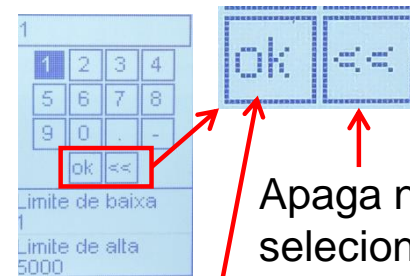 1
1 2 3 4
5 6 7 8
9 0 . -
ok <<
Limite de baixa
1
Limite de alta
5000
ok <<
Apaga
selecion